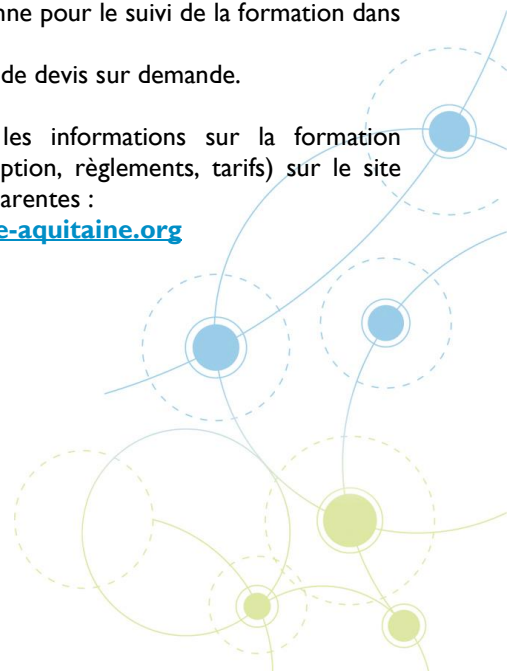 nne pour le suivi de la formation dans
de devis sur demande.
les informations sur la formation
ption, règlements, tarifs) sur le site
arentes :
e-aquitaine.org